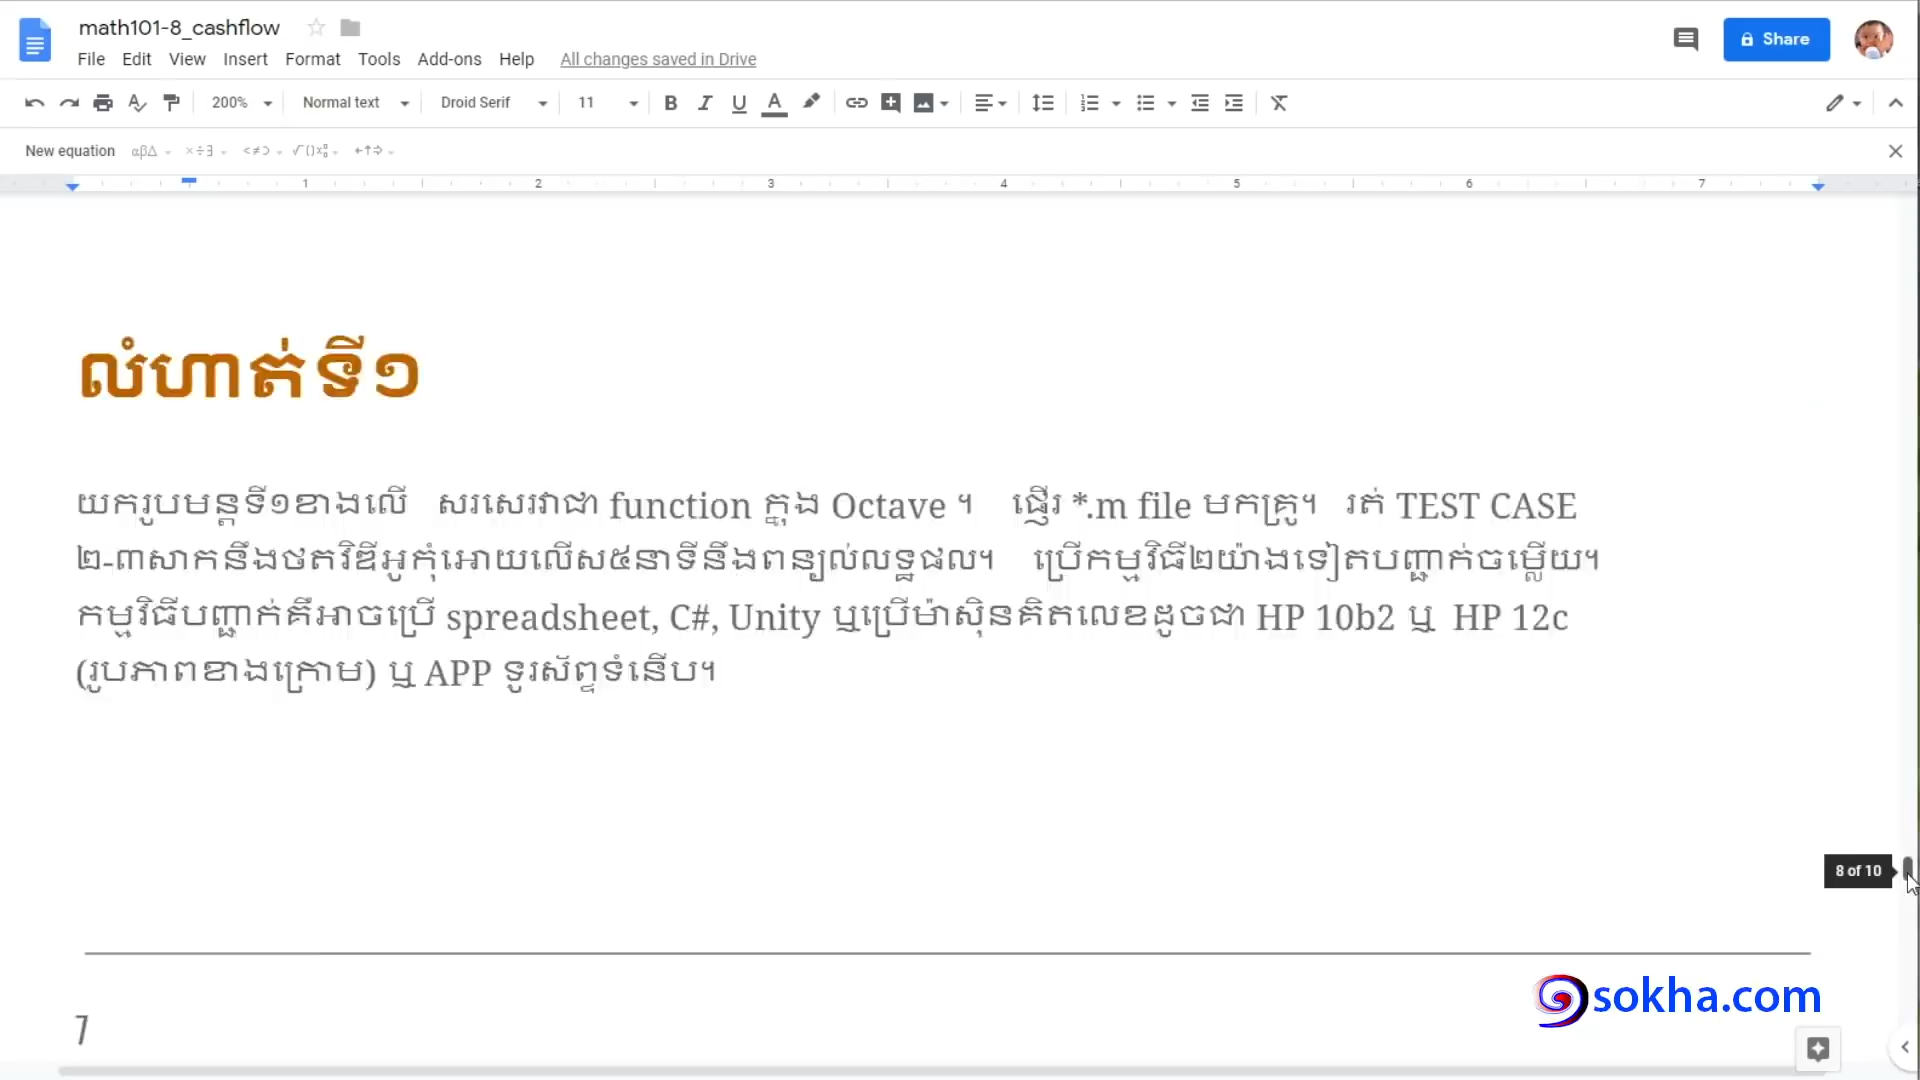 math101-8_cashflow
Share
File Edit View Insert Format Tools Add-ons Help All changes saved in Drive
200% Normal text Droid Serif 11 B I U A
New equation αβΔ ×÷∃ <≠⊃
1 2 3 4 5 6 7
លំហាត់ទី១
យករូបមន្តទី១ខាងលើ សរសេរវាជា function ក្នុង Octave ។ ផ្ញើរ *.m file មកគ្រូ។ រត់ TEST CASE
២-៣សាកនឹងថតវិឌីអូកុំអោយលើស៥នាទីនឹងពន្យល់លទ្ឋផល។ ប្រើកម្មវិធី២យ៉ាងទៀតបញ្ជាក់ចម្លើយ។
កម្មវិធីបញ្ជាក់គឺអាចប្រើ spreadsheet, C#, Unity ឬប្រើម៉ាស៊ិនគិតលេខដូចជា HP 10b2 ឬ HP 12c
(រូបភាពខាងក្រោម) ឬ APP ទូរស័ព្ទទំនើប។
8 of 10
sokha.com
7